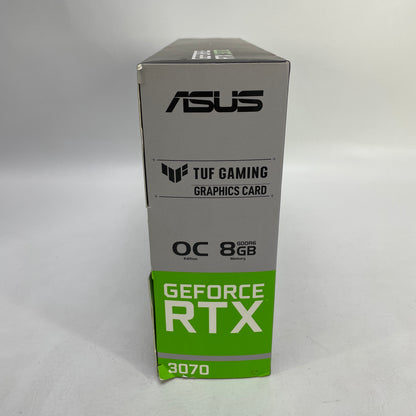 ASUS
TUF GAMING
GRAPHICS CARD
OC 8GB
GDDR6
Edition Memory
GEFORCE
RTX
3070